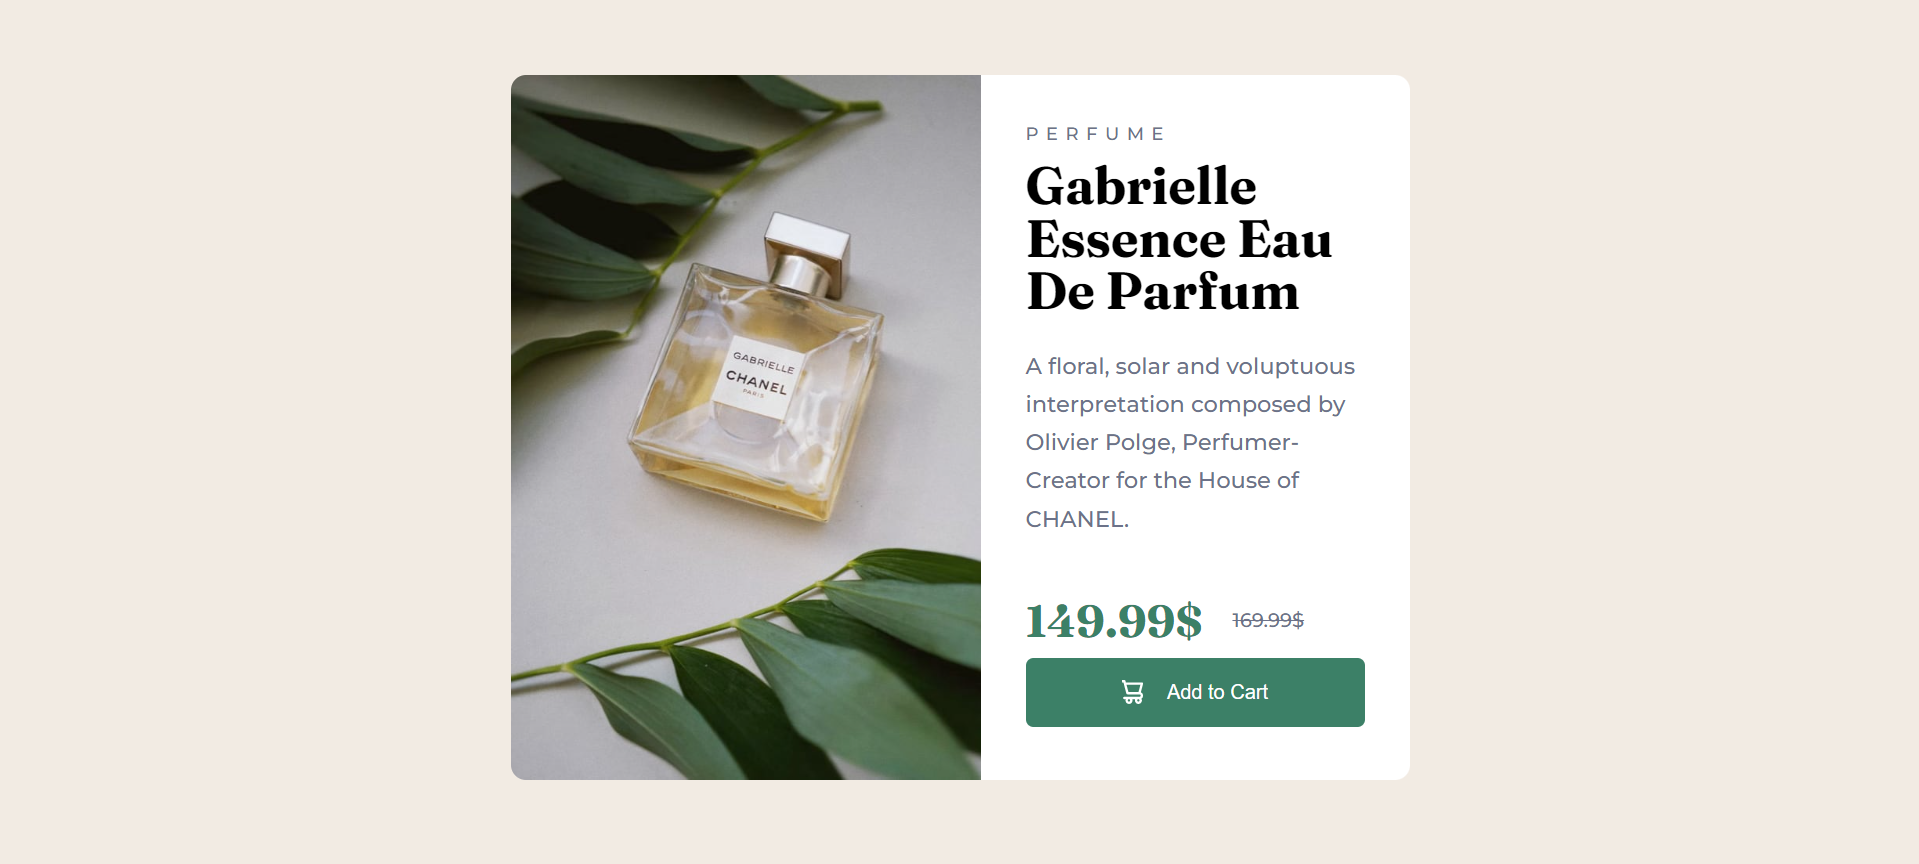 GABRIELLE
CHANEL
PARIS
PERFUME
Gabrielle
Essence Eau
De Parfum
A floral, solar and voluptuous
interpretation composed by
Olivier Polge, Perfumer-
Creator for the House of
CHANEL.
149.99$ 169.99$
Add to Cart